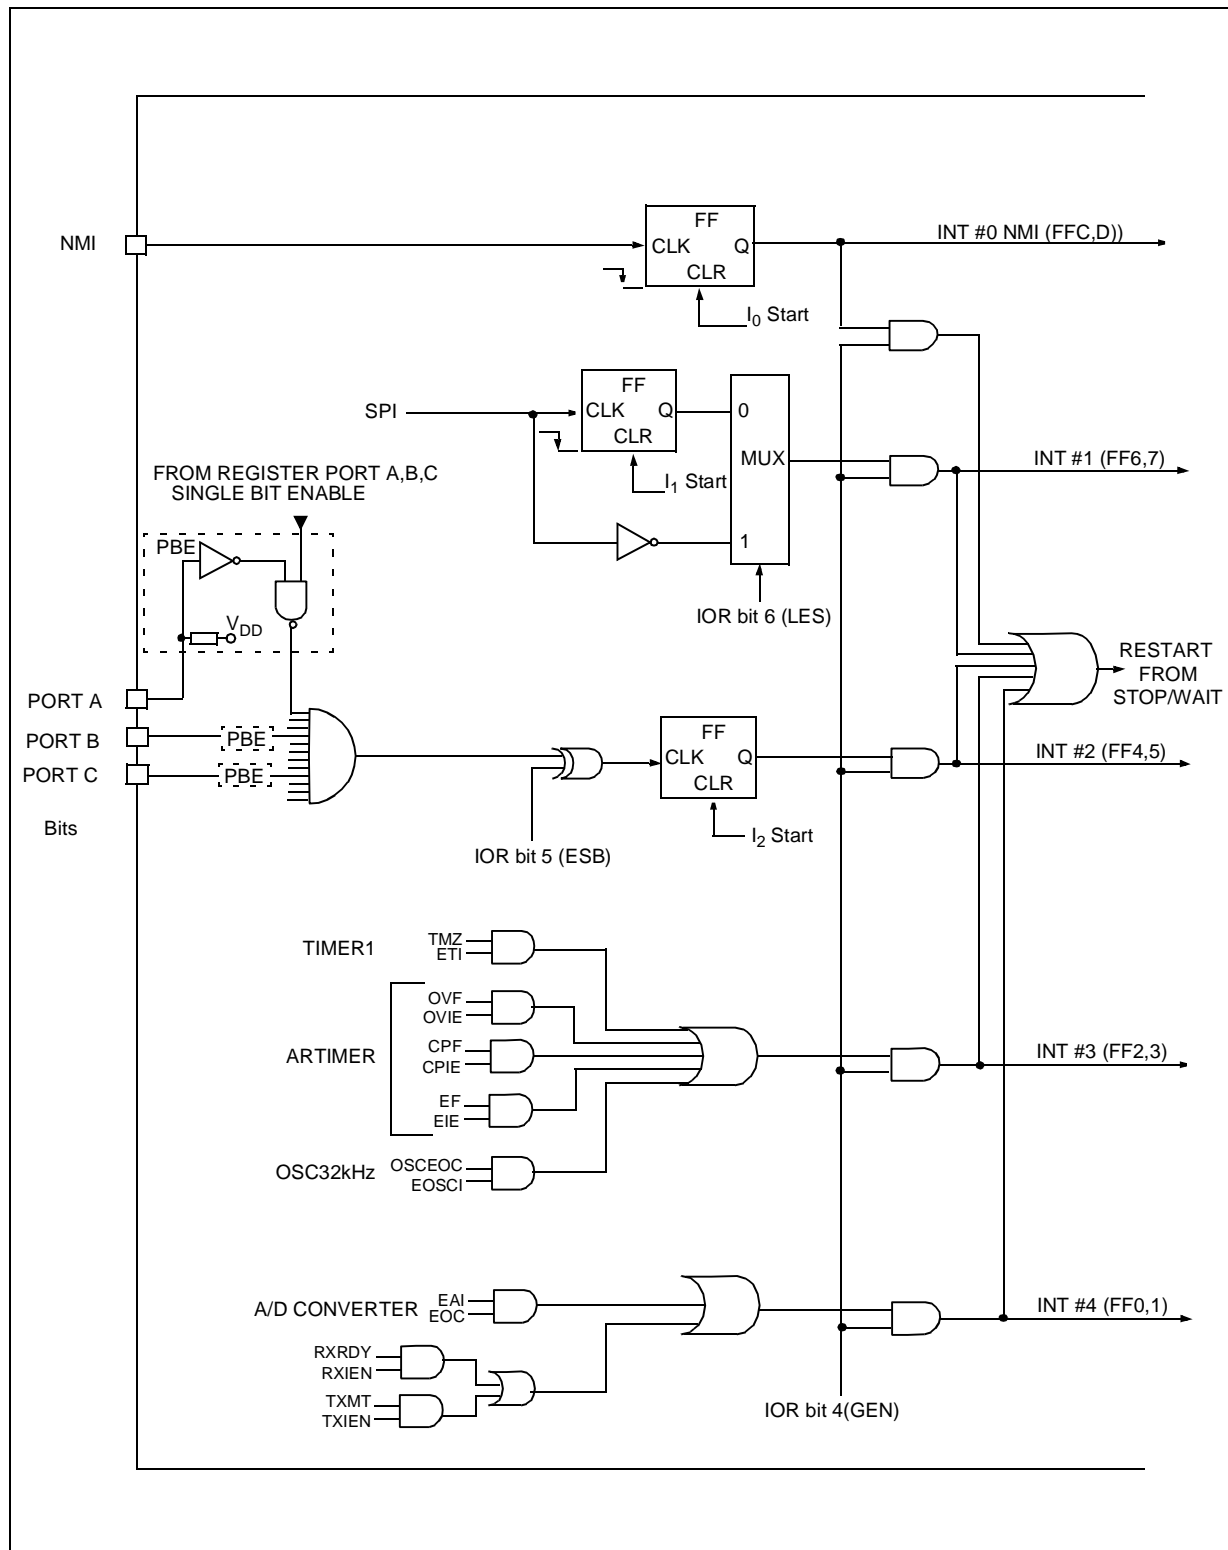 NMI
FF
CLK Q
CLR
INT #0 NMI (FFC,D))
I0 Start
SPI
FF
CLK Q
CLR
0
MUX
1
I1 Start
INT #1 (FF6,7)
FROM REGISTER PORT A,B,C
SINGLE BIT ENABLE
PBE
VDD
IOR bit 6 (LES)
RESTART
FROM
STOP/WAIT
PORT A
PORT B
PBE
PORT C
PBE
Bits
FF
CLK Q
CLR
INT #2 (FF4,5)
I2 Start
IOR bit 5 (ESB)
TIMER1
TMZ
ETI
ARTIMER
OVF
OVIE
CPF
CPIE
EF
EIE
INT #3 (FF2,3)
OSC32kHz
OSCEOC
EOSCI
A/D CONVERTER
EAI
EOC
INT #4 (FF0,1)
RXRDY
RXIEN
TXMT
TXIEN
IOR bit 4(GEN)